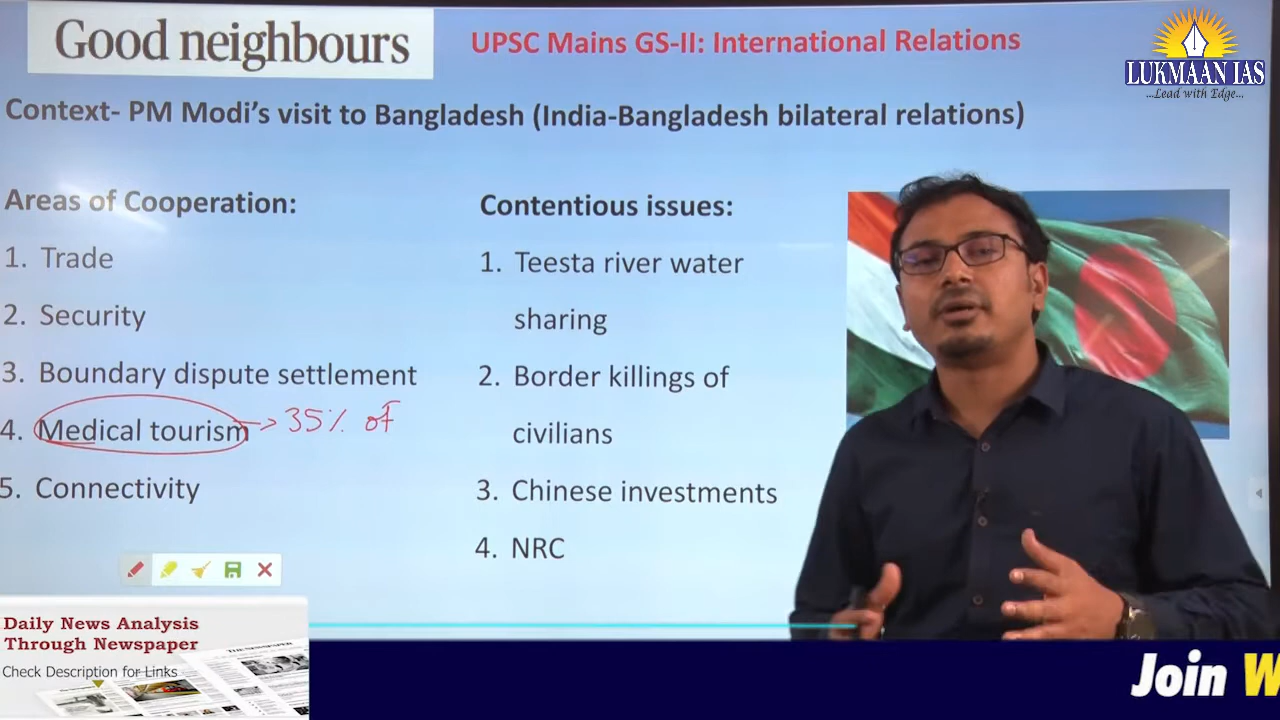 Good neighbours
UPSC Mains GS-II: International Relations
LUKMAAN IAS
...Lead with Edge...
Context- PM Modi's visit to Bangladesh (India-Bangladesh bilateral relations)
Areas of Cooperation:
1. Trade
2. Security
3. Boundary dispute settlement
4. Medical tourism → 35% of
5. Connectivity
Contentious issues:
1. Teesta river water
sharing
2. Border killings of
civilians
3. Chinese investments
4. NRC
Daily News Analysis
Through Newspaper
Check Description for Links
Join W